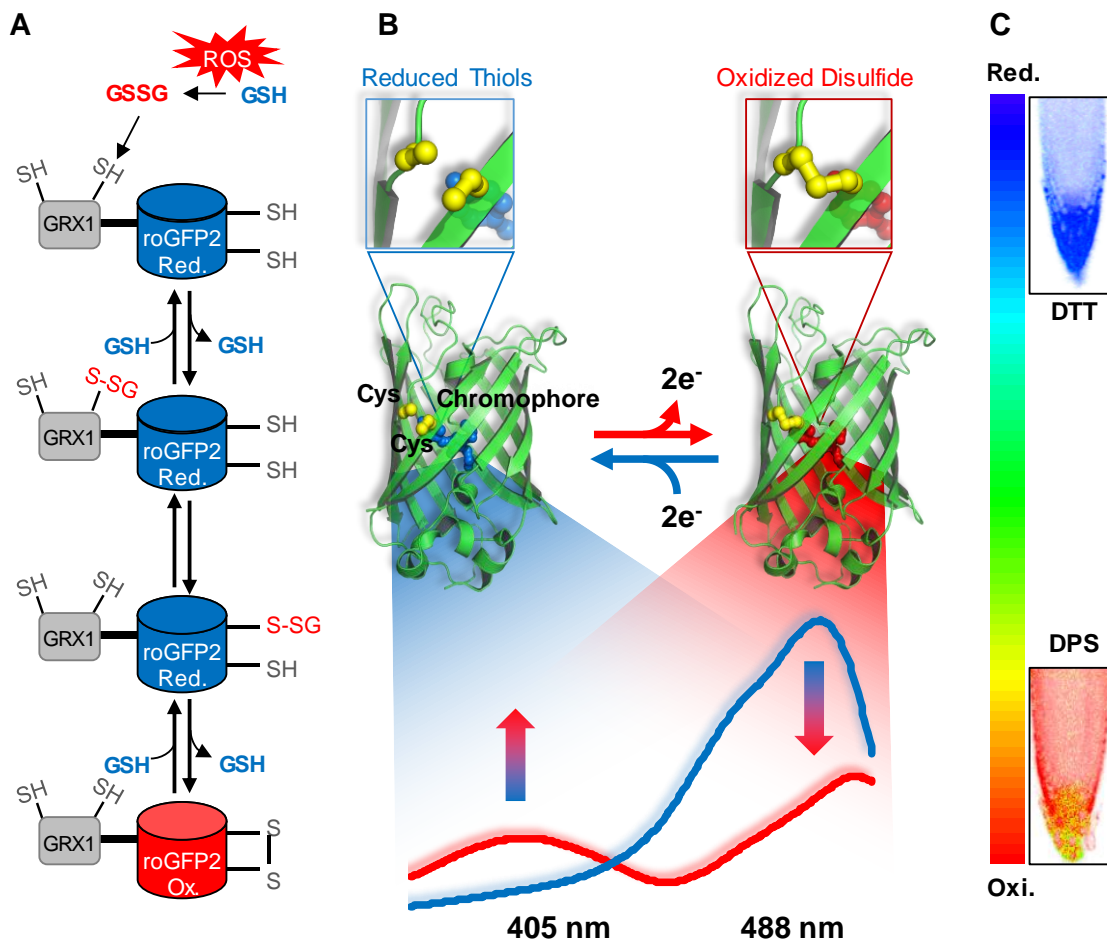 A
ROS
GSSG
GSH
SH
SH
GRX1
roGFP2
Red.
SH
SH
GSH
GSH
SH
S-SG
GRX1
roGFP2
Red.
SH
SH
SH
SH
GRX1
roGFP2
Red.
S-SG
SH
GSH
GSH
SH
SH
GRX1
roGFP2
Ox.
S
S
B
Reduced Thiols
Oxidized Disulfide
Cys
Chromophore
Cys
2e-
2e-
405 nm
488 nm
C
Red.
DTT
DPS
Oxi.